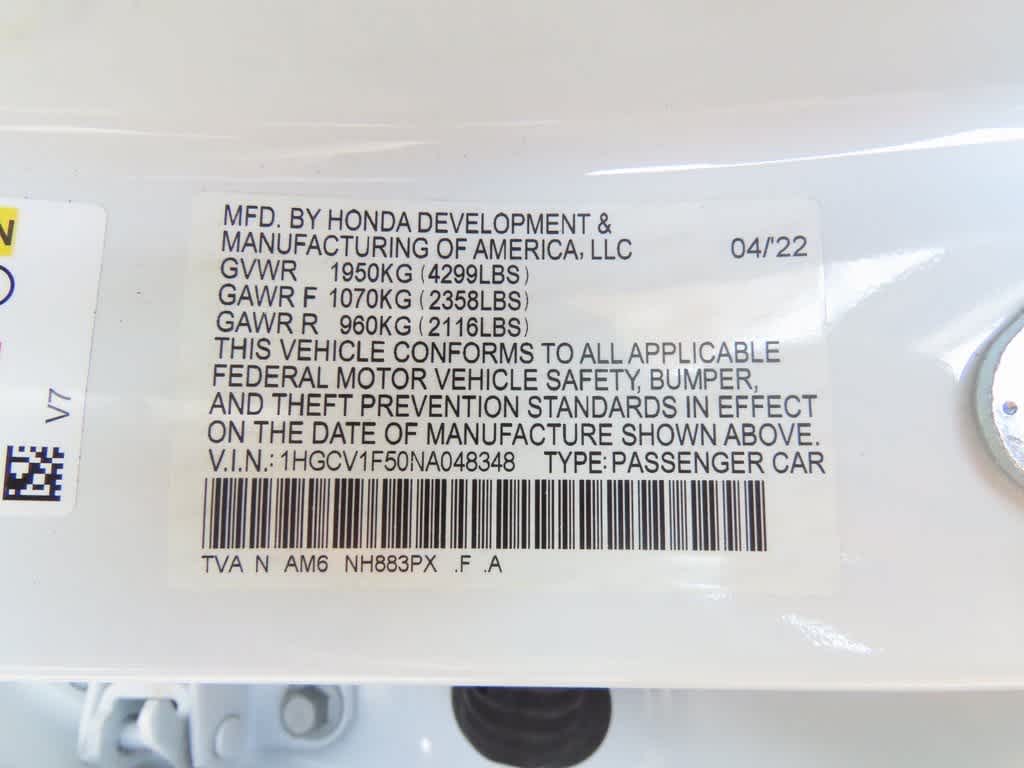 MFD. BY HONDA DEVELOPMENT &
MANUFACTURING OF AMERICA, LLC 04/'22
GVWR 1950KG (4299LBS)
GAWR F 1070KG (2358LBS)
GAWR R 960KG (2116LBS)
THIS VEHICLE CONFORMS TO ALL APPLICABLE
FEDERAL MOTOR VEHICLE SAFETY, BUMPER,
AND THEFT PREVENTION STANDARDS IN EFFECT
ON THE DATE OF MANUFACTURE SHOWN ABOVE.
V.I.N.: 1HGCV1F50NA048348 TYPE: PASSENGER CAR
TVA N AM6 NH883PX .F .A
N
V7